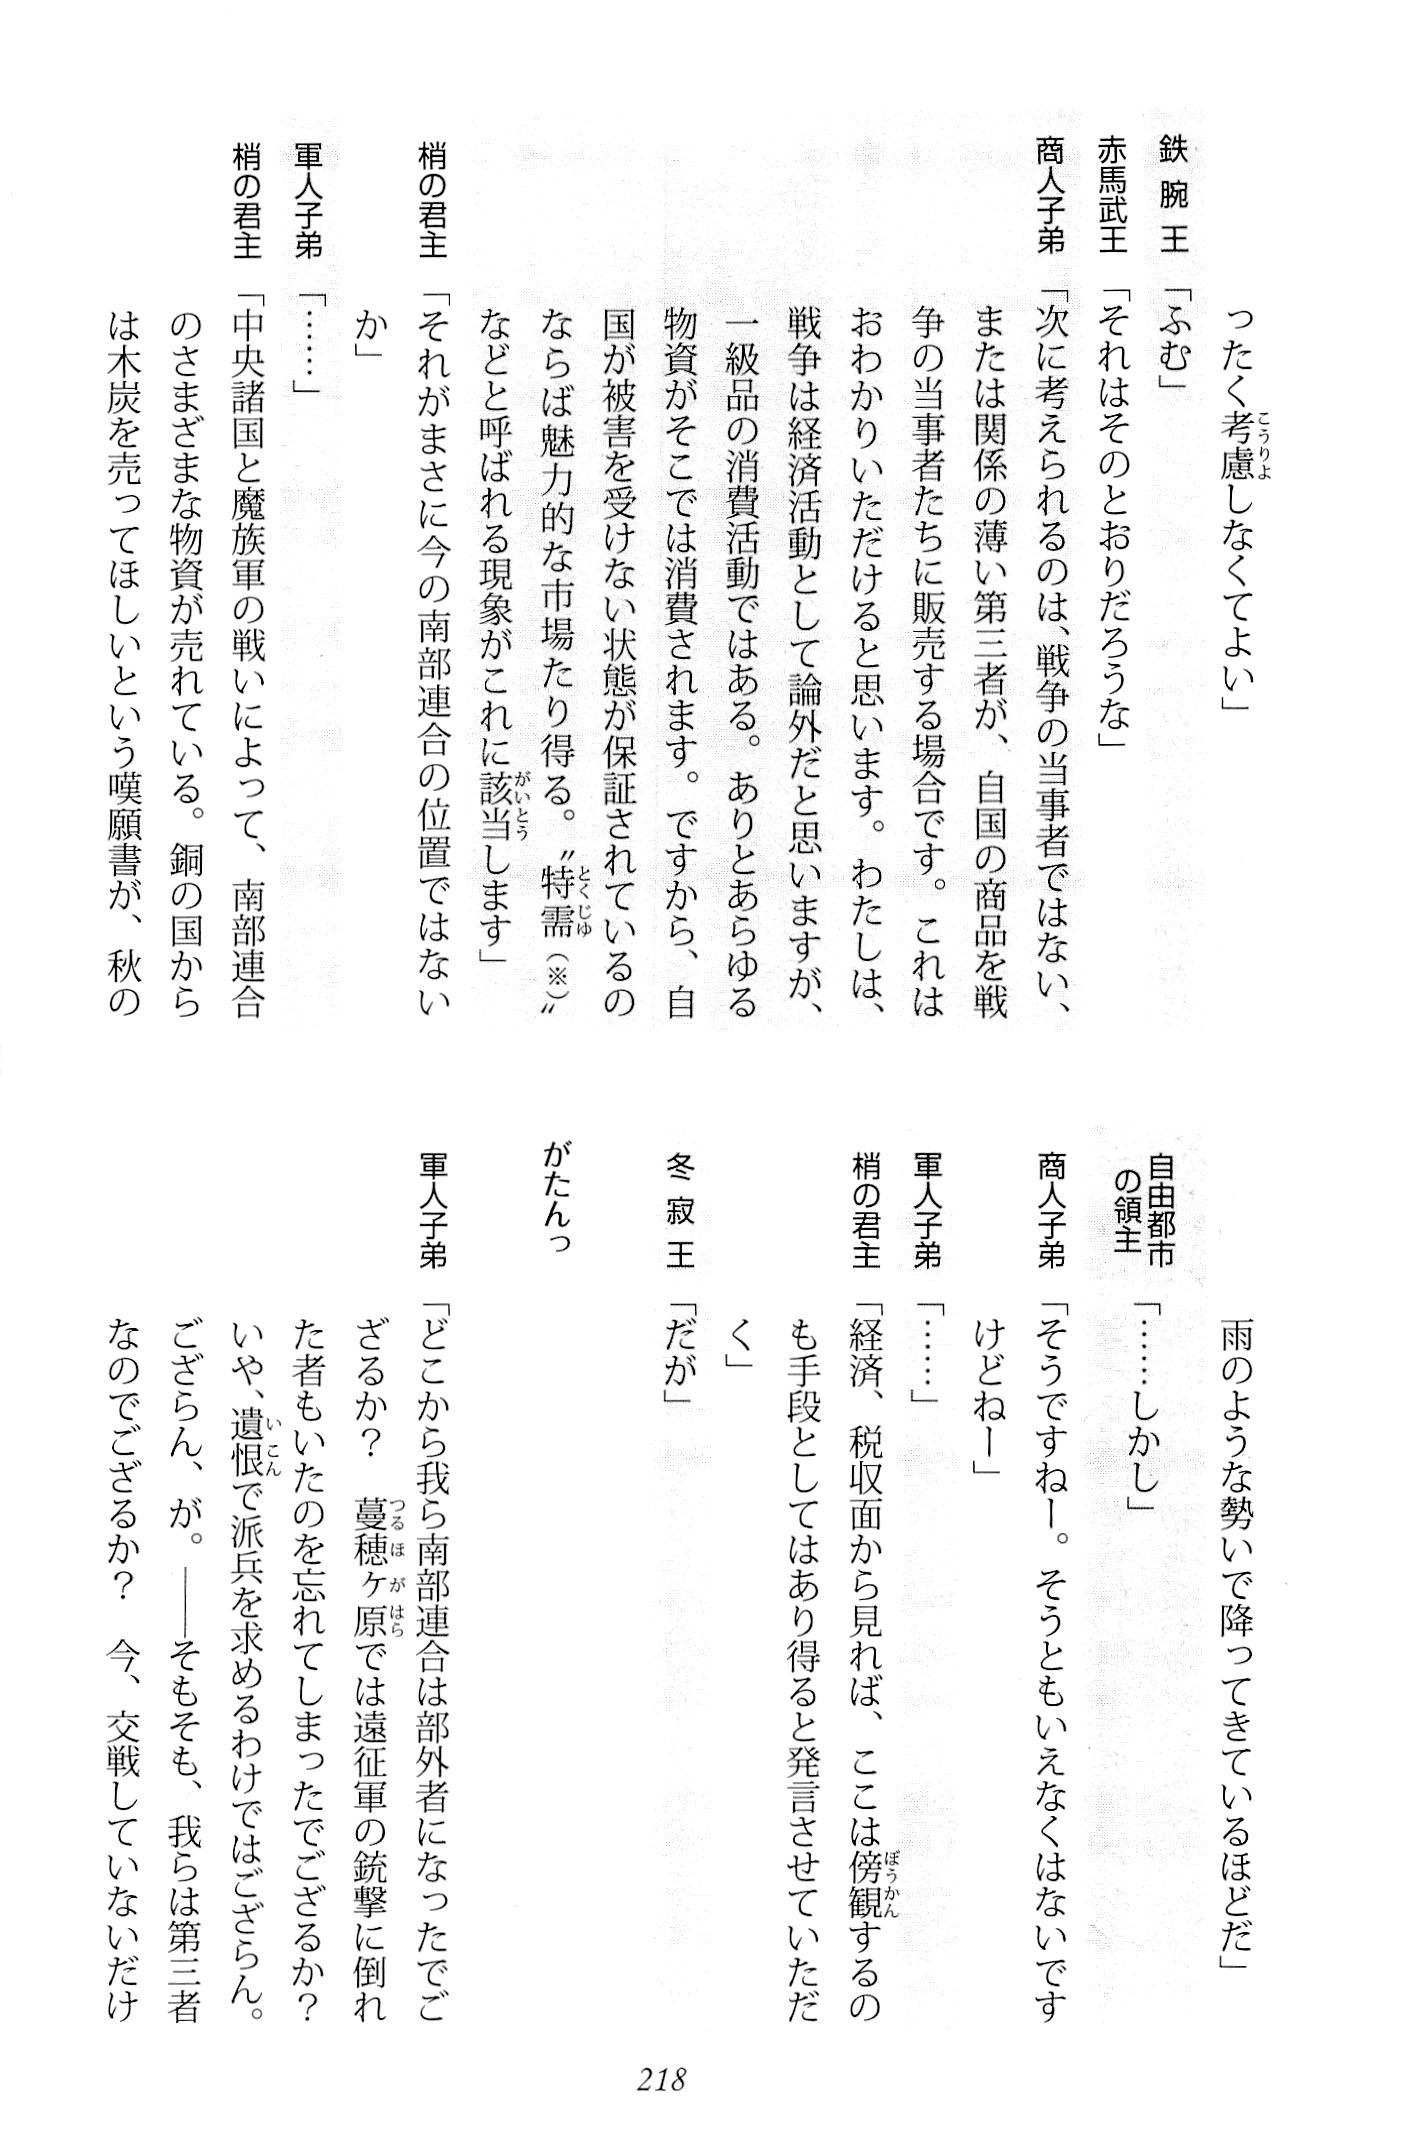 ったく考慮しなくてよい」
鉄腕王「ふむ」
赤馬武王「それはそのとおりだろうな」
商人子弟「次に考えられるのは、戦争の当事者ではない、
または関係の薄い第三者が、自国の商品を戦
争の当事者たちに販売する場合です。これは
おわかりいただけると思います。わたしは、
戦争は経済活動として論外だと思いますが、
一級品の消費活動ではある。ありとあらゆる
物資がそこでは消費されます。ですから、自
国が被害を受けない状態が保証されているの
ならば魅力的な市場たり得る。〝特需(※)〟
などと呼ばれる現象がこれに該当します」
梢の君主「それがまさに今の南部連合の位置ではない
か」
軍人子弟「……」
梢の君主「中央諸国と魔族軍の戦いによって、南部連合
のさまざまな物資が売れている。銅の国から
は木炭を売ってほしいという嘆願書が、秋の
雨のような勢いで降ってきているほどだ」
自由都市の領主「……しかし」
商人子弟「そうですねー。そうともいえなくはないです
けどねー」
軍人子弟「……」
梢の君主「経済、税収面から見れば、ここは傍観するの
も手段としてはあり得ると発言させていただ
く」
冬寂王「だが」
がたんっ
軍人子弟「どこから我ら南部連合は部外者になったでご
ざるか？　蔓穂ヶ原では遠征軍の銃撃に倒れ
た者もいたのを忘れてしまったでござるか？
いや、遺恨で派兵を求めるわけではござらん。
ござらん、が。――そもそも、我らは第三者
なのでござるか？　今、交戦していないだけ
218